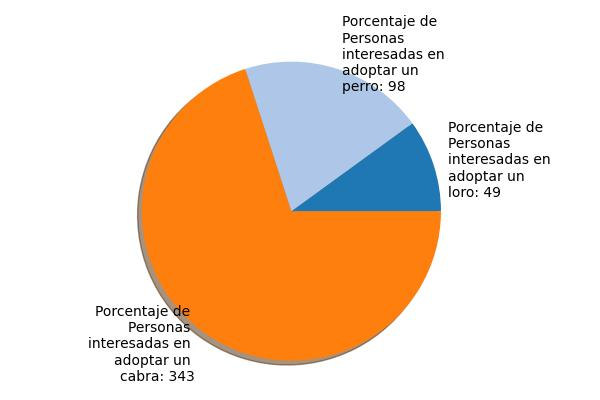 Porcentaje de
Personas
interesadas en
adoptar un
perro: 98
Porcentaje de
Personas
interesadas en
adoptar un
loro: 49
Porcentaje de
Personas
interesadas en
adoptar un
cabra: 343